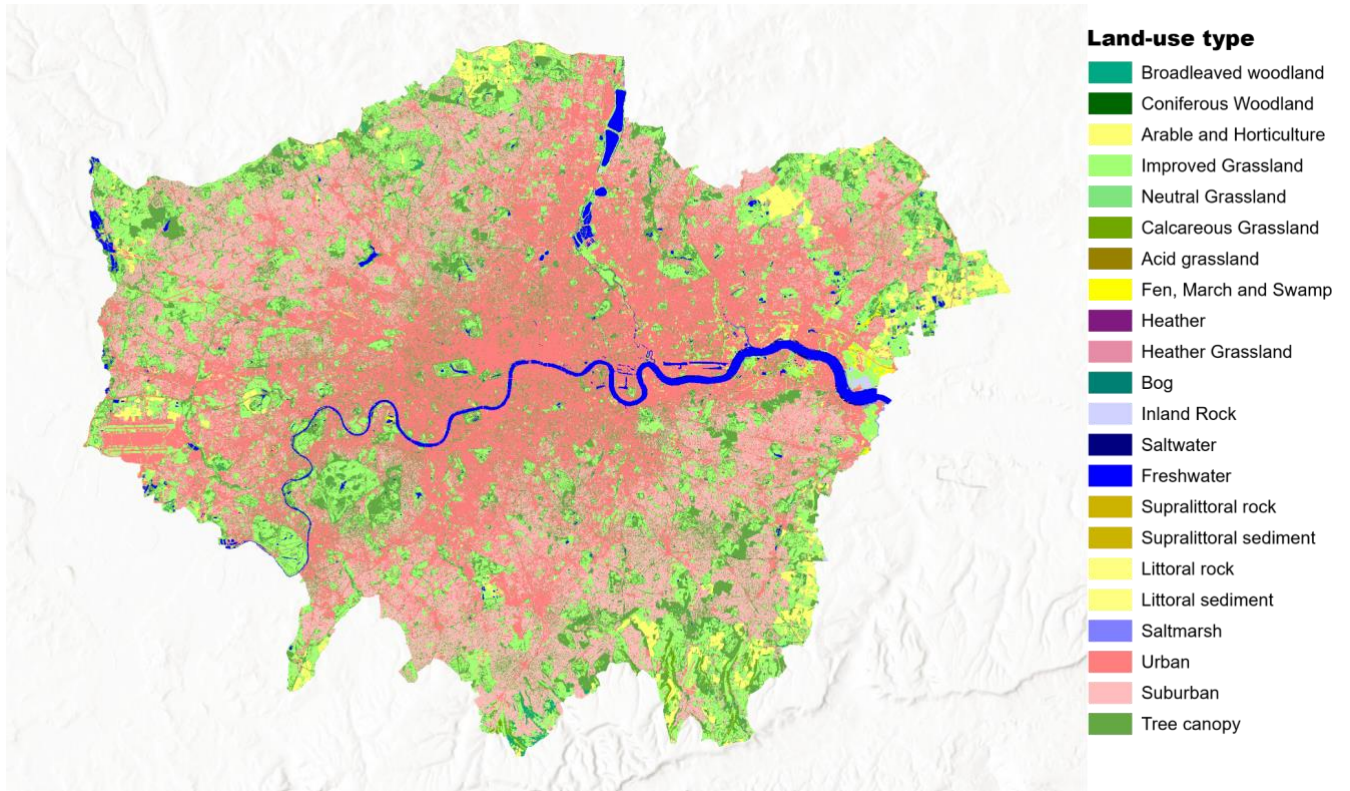 Land-use type
Broadleaved woodland
Coniferous Woodland
Arable and Horticulture
Improved Grassland
Neutral Grassland
Calcareous Grassland
Acid grassland
Fen, March and Swamp
Heather
Heather Grassland
Bog
Inland Rock
Saltwater
Freshwater
Supralittoral rock
Supralittoral sediment
Littoral rock
Littoral sediment
Saltmarsh
Urban
Suburban
Tree canopy